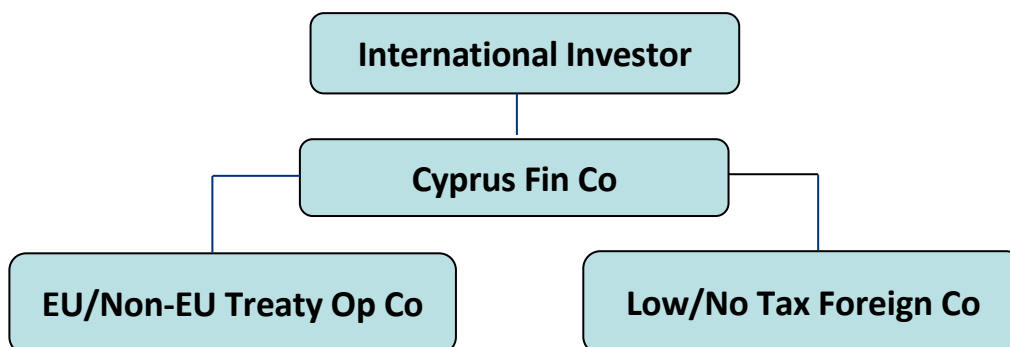 International Investor
Cyprus Fin Co
EU/Non-EU Treaty Op Co
Low/No Tax Foreign Co